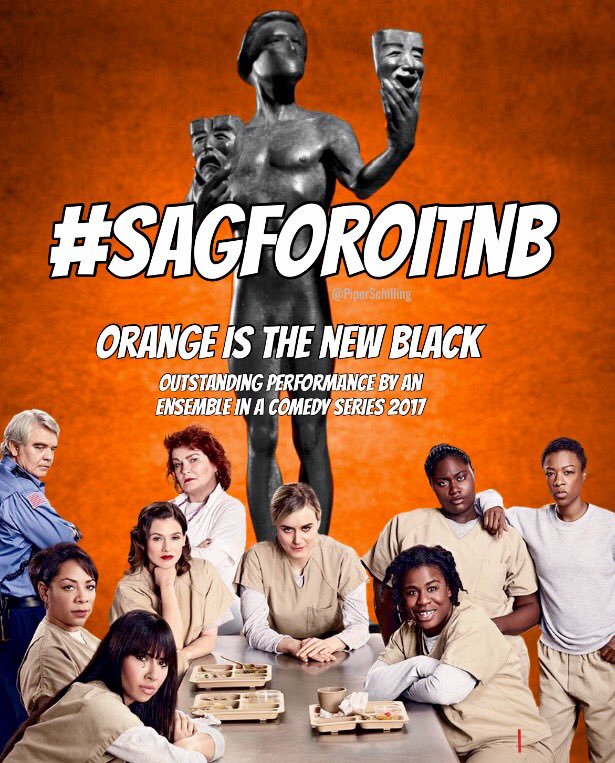 #SAGFOROITNB
@PiperSchilling
ORANGE IS THE NEW BLACK
OUTSTANDING PERFORMANCE BY AN
ENSEMBLE IN A COMEDY SERIES 2017